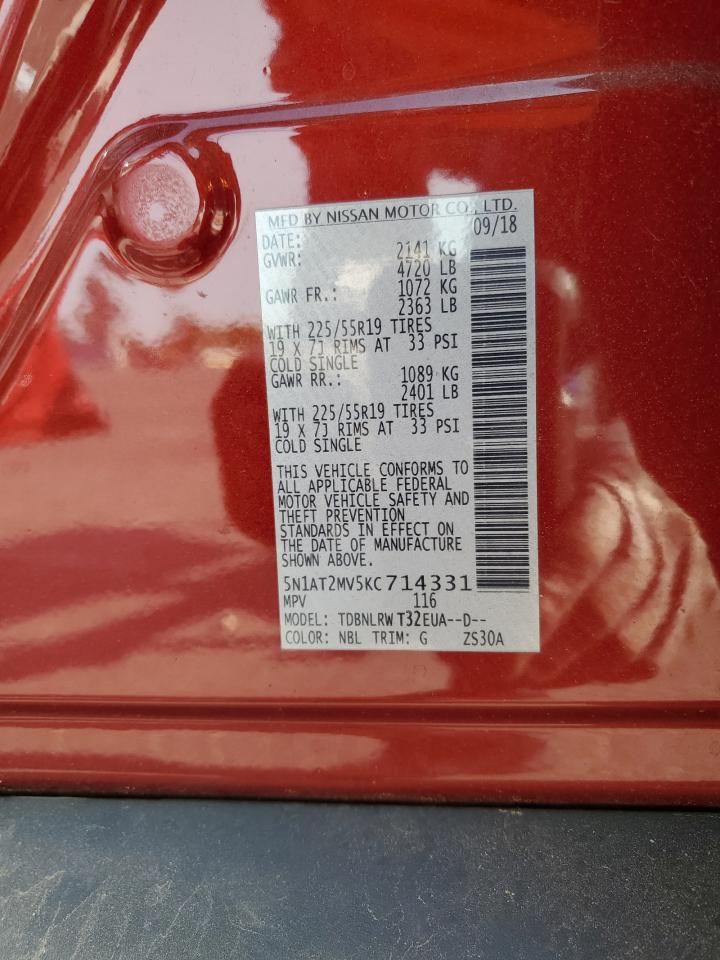 MFD BY NISSAN MOTOR CO., LTD.
DATE: 09/18
GVWR: 2141 KG
4720 LB
GAWR FR.: 1072 KG
2363 LB
WITH 225/55R19 TIRES
19 X 7J RIMS AT 33 PSI
COLD SINGLE
GAWR RR.: 1089 KG
2401 LB
WITH 225/55R19 TIRES
19 X 7J RIMS AT 33 PSI
COLD SINGLE
THIS VEHICLE CONFORMS TO
ALL APPLICABLE FEDERAL
MOTOR VEHICLE SAFETY AND
THEFT PREVENTION
STANDARDS IN EFFECT ON
THE DATE OF MANUFACTURE
SHOWN ABOVE.
5N1AT2MV5KC714331
MPV 116
MODEL: TDBNLRW T32EUA--D--
COLOR: NBL TRIM: G ZS30A